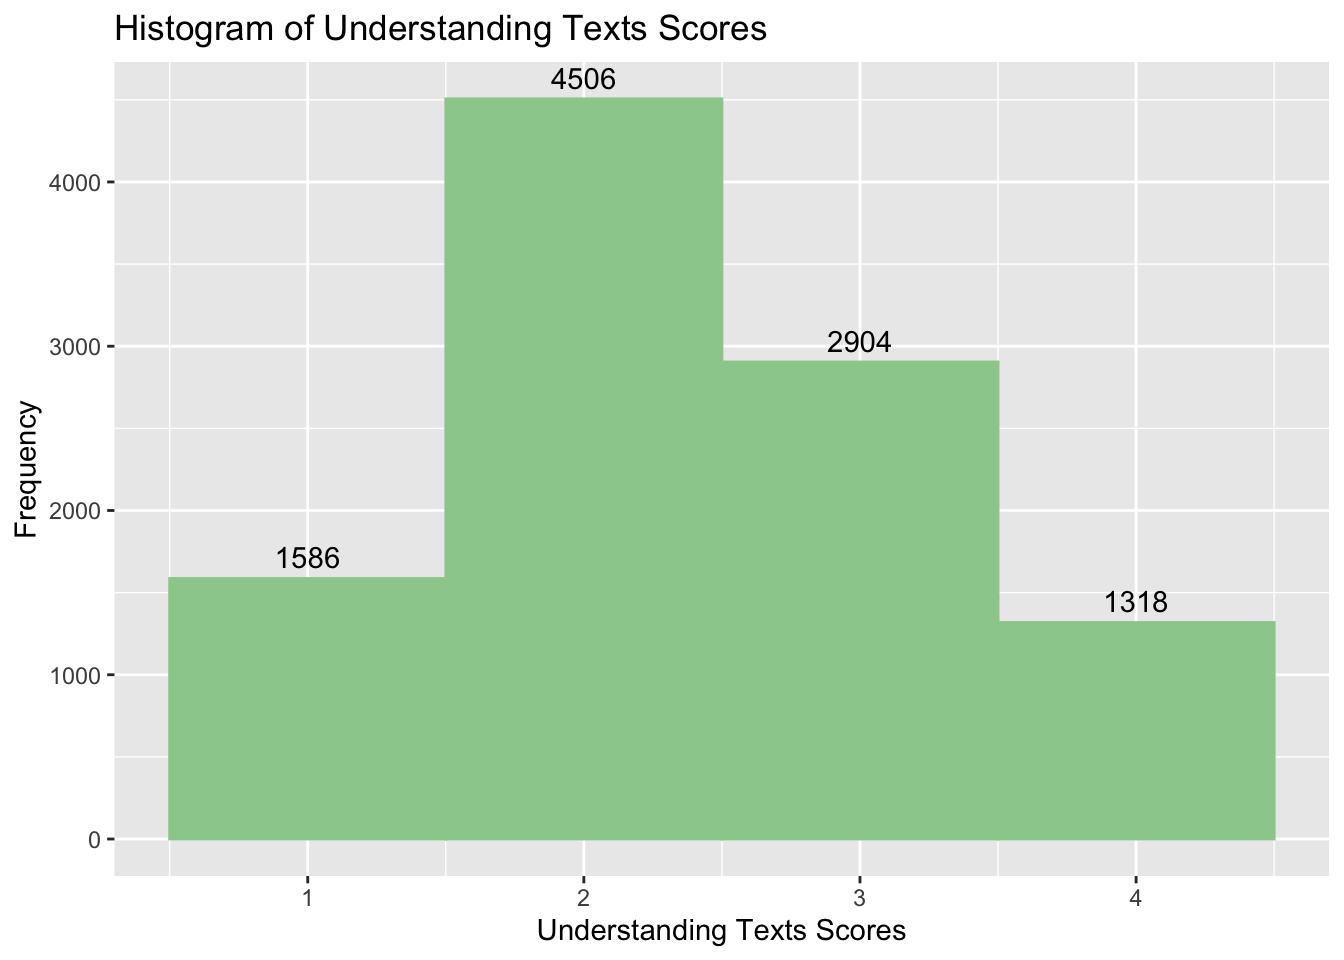 Histogram of Understanding Texts Scores
4506
4000
3000
2904
Frequency
2000
1586
1318
1000
0
1 2 3 4
Understanding Texts Scores